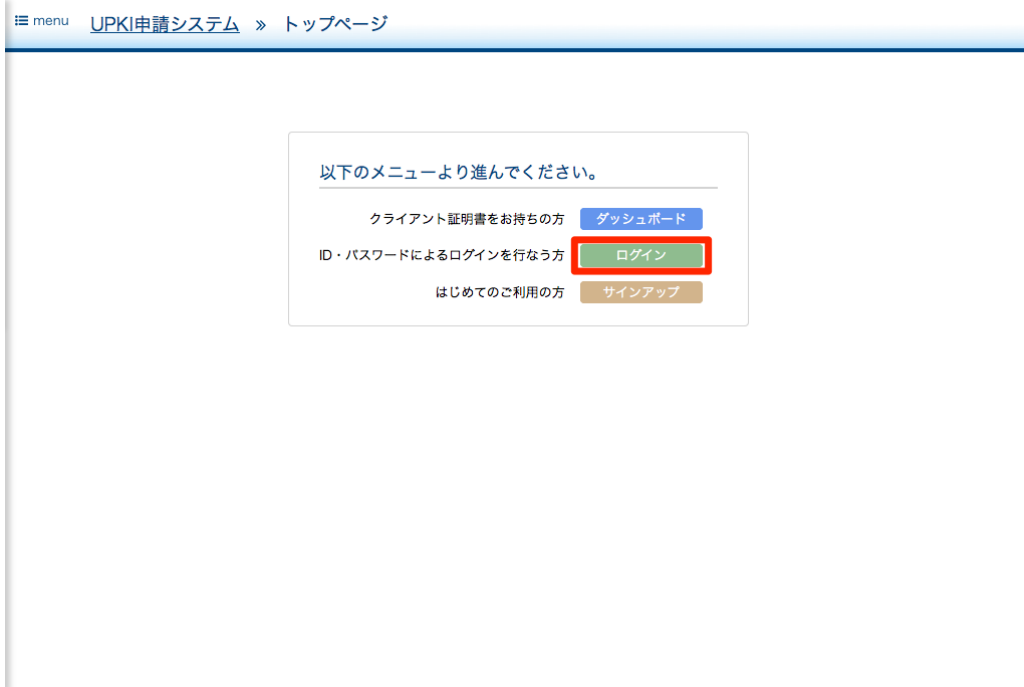 menu UPKI申請システム » トップページ
以下のメニューより進んでください。
クライアント証明書をお持ちの方 ダッシュボード
ID・パスワードによるログインを行なう方 ログイン
はじめてのご利用の方 サインアップ